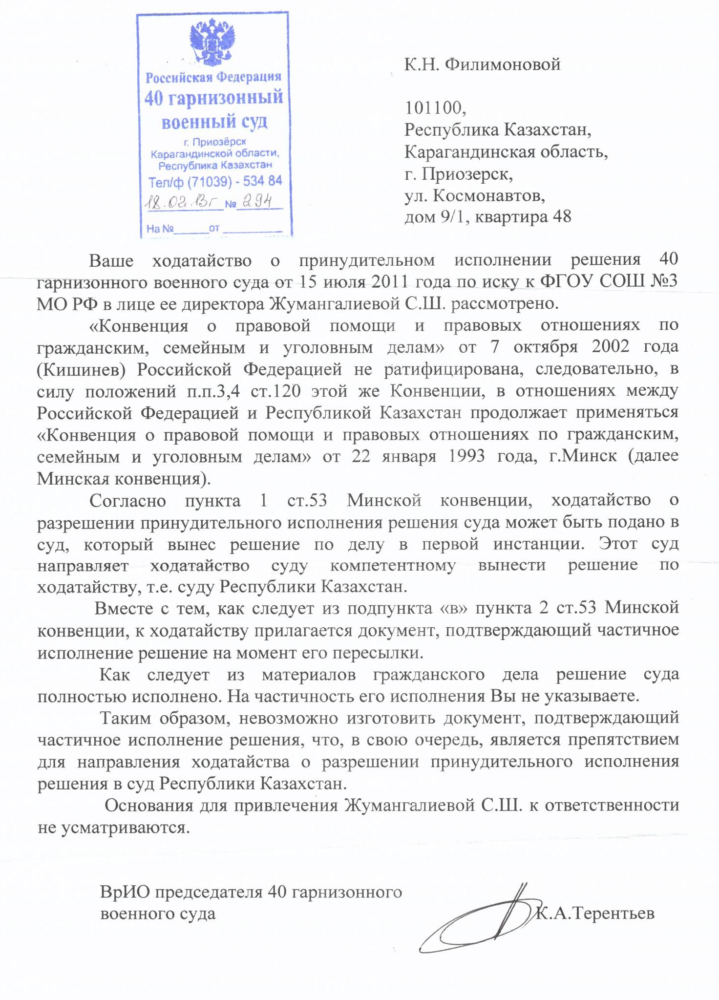 Российская Федерация
40 гарнизонный
военный суд
г. Приозёрск
Карагандинской области,
Республика Казахстан
Тел/ф (71039) - 534 84
18.02.13г № 294
На №______от __________
К.Н. Филимоновой
101100,
Республика Казахстан,
Карагандинская область,
г. Приозерск,
ул. Космонавтов,
дом 9/1, квартира 48
Ваше ходатайство о принудительном исполнении решения 40
гарнизонного военного суда от 15 июля 2011 года по иску к ФГОУ СОШ №3
МО РФ в лице ее директора Жумангалиевой С.Ш. рассмотрено.
«Конвенция о правовой помощи и правовых отношениях по
гражданским, семейным и уголовным делам» от 7 октября 2002 года
(Кишинев) Российской Федерацией не ратифицирована, следовательно, в
силу положений п.п.3,4 ст.120 этой же Конвенции, в отношениях между
Российской Федерацией и Республикой Казахстан продолжает применяться
«Конвенция о правовой помощи и правовых отношениях по гражданским,
семейным и уголовным делам» от 22 января 1993 года, г.Минск (далее
Минская конвенция).
Согласно пункта 1 ст.53 Минской конвенции, ходатайство о
разрешении принудительного исполнения решения суда может быть подано в
суд, который вынес решение по делу в первой инстанции. Этот суд
направляет ходатайство суду компетентному вынести решение по
ходатайству, т.е. суду Республики Казахстан.
Вместе с тем, как следует из подпункта «в» пункта 2 ст.53 Минской
конвенции, к ходатайству прилагается документ, подтверждающий частичное
исполнение решение на момент его пересылки.
Как следует из материалов гражданского дела решение суда
полностью исполнено. На частичность его исполнения Вы не указываете.
Таким образом, невозможно изготовить документ, подтверждающий
частичное исполнение решения, что, в свою очередь, является препятствием
для направления ходатайства о разрешении принудительного исполнения
решения в суд Республики Казахстан.
Основания для привлечения Жумангалиевой С.Ш. к ответственности
не усматриваются.
ВрИО председателя 40 гарнизонного
военного суда К.А.Терентьев